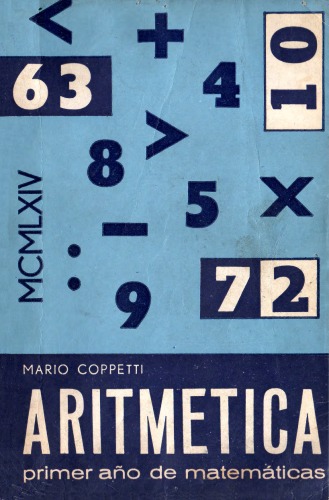 < +
63 4 10
8 >
MCMLXIV
: - 5 ×
9 72
MARIO COPPETTI
ARITMETICA
primer año de matemáticas